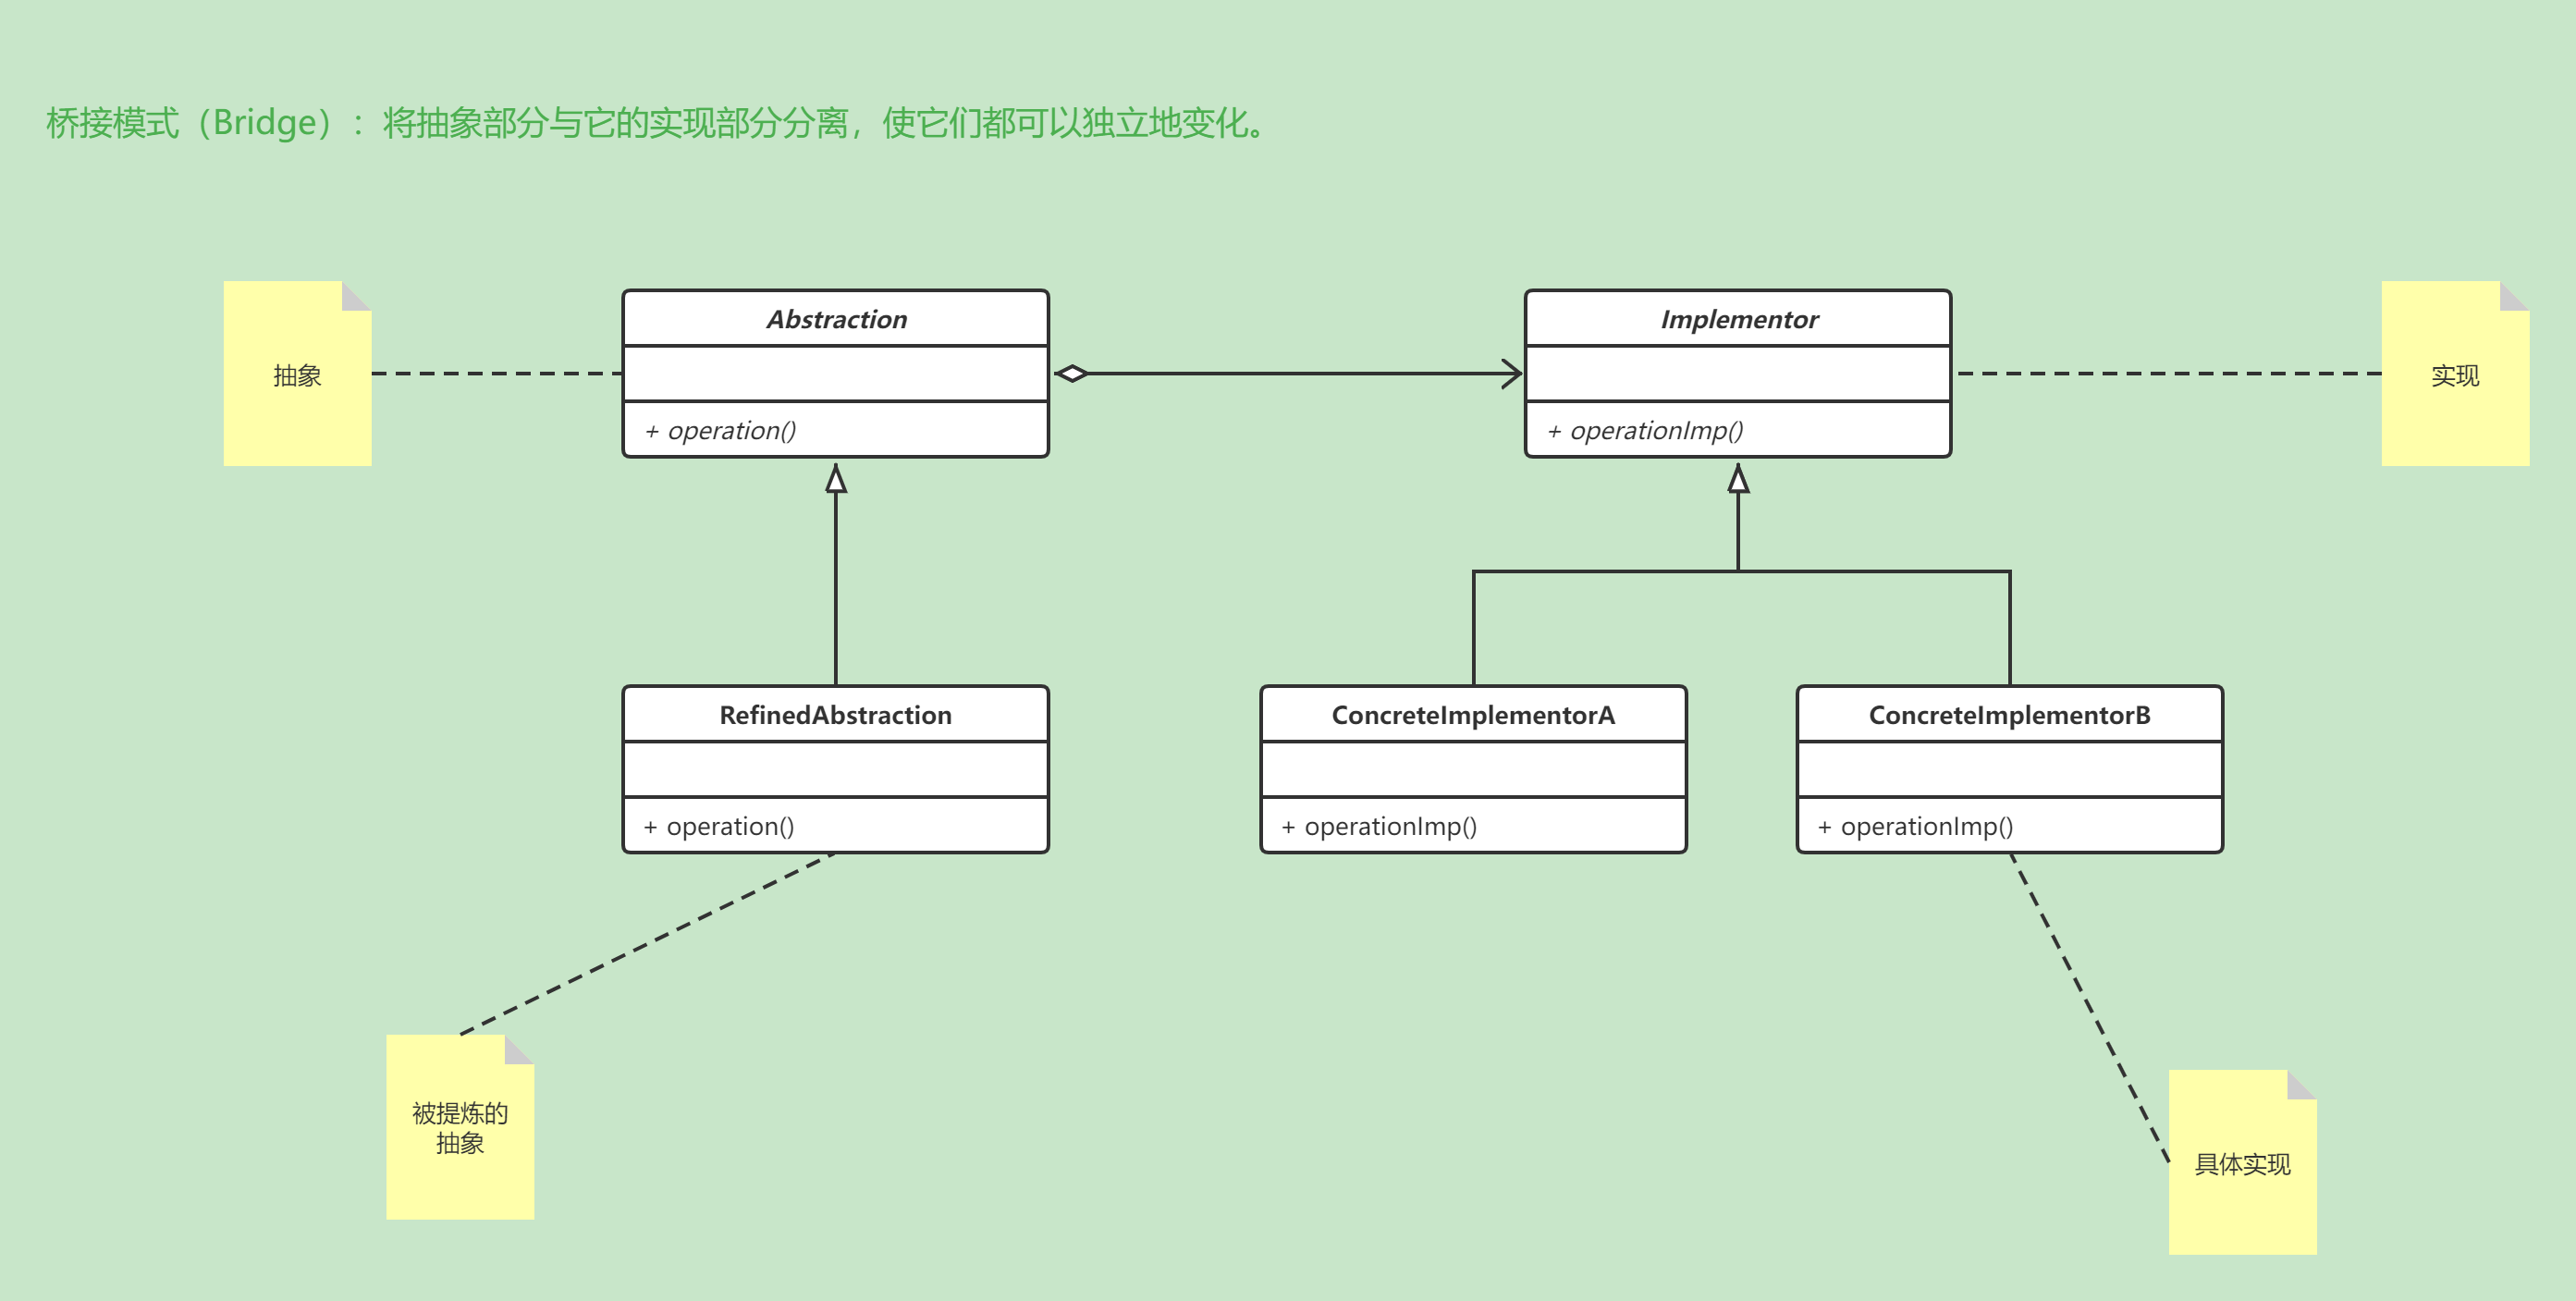 桥接模式（Bridge）：将抽象部分与它的实现部分分离，使它们都可以独立地变化。
抽象
Abstraction
+ operation()
Implementor
+ operationImp()
实现
RefinedAbstraction
+ operation()
ConcreteImplementorA
+ operationImp()
ConcreteImplementorB
+ operationImp()
被提炼的
抽象
具体实现